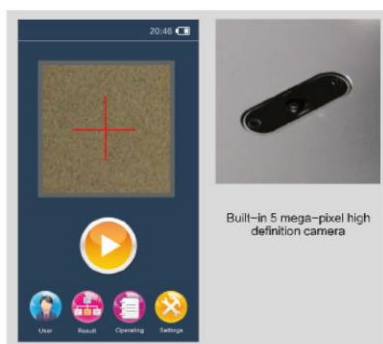 20:46
User
Result
Operating
Settings
Built-in 5 mega-pixel high
definition camera